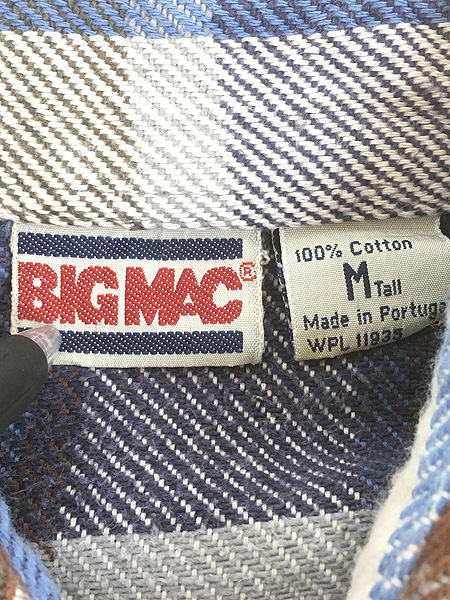 BIG MAC®
100% Cotton
M Tall
Made in Portuga
WPL 11935